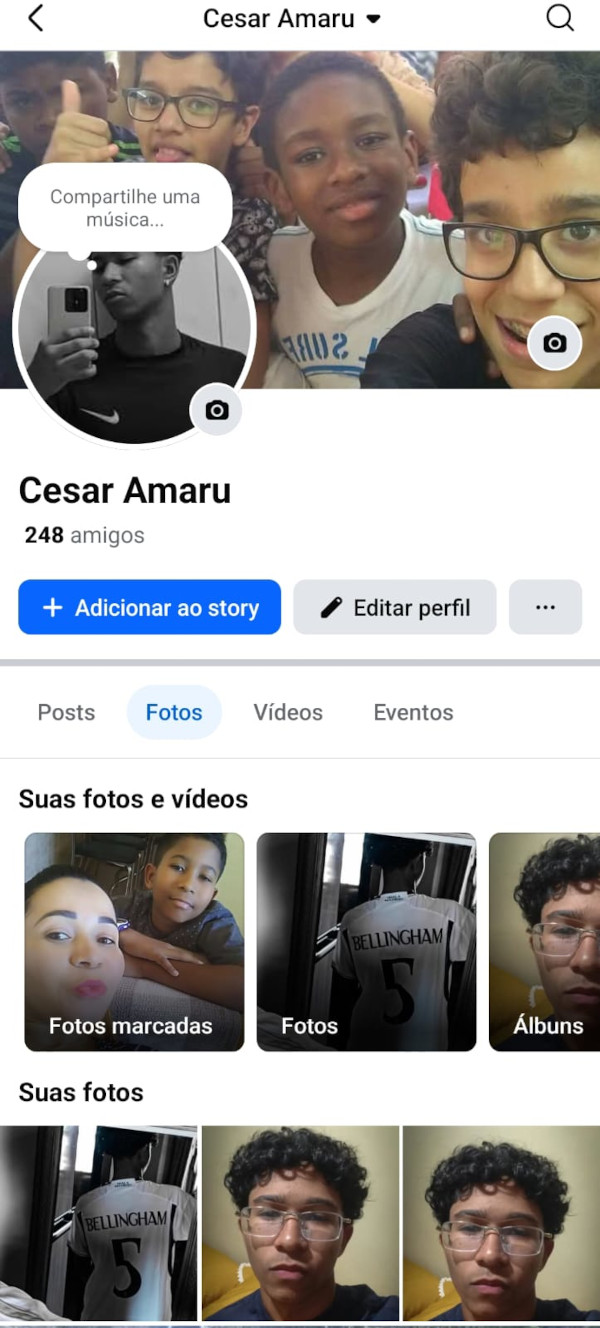 Cesar Amaru
Compartilhe uma
música...
Cesar Amaru
248 amigos
+ Adicionar ao story
Editar perfil
...
Posts
Fotos
Vídeos
Eventos
Suas fotos e vídeos
BELLINGHAM
5
Fotos marcadas
Fotos
Álbuns
Suas fotos
BELLINGHAM
5